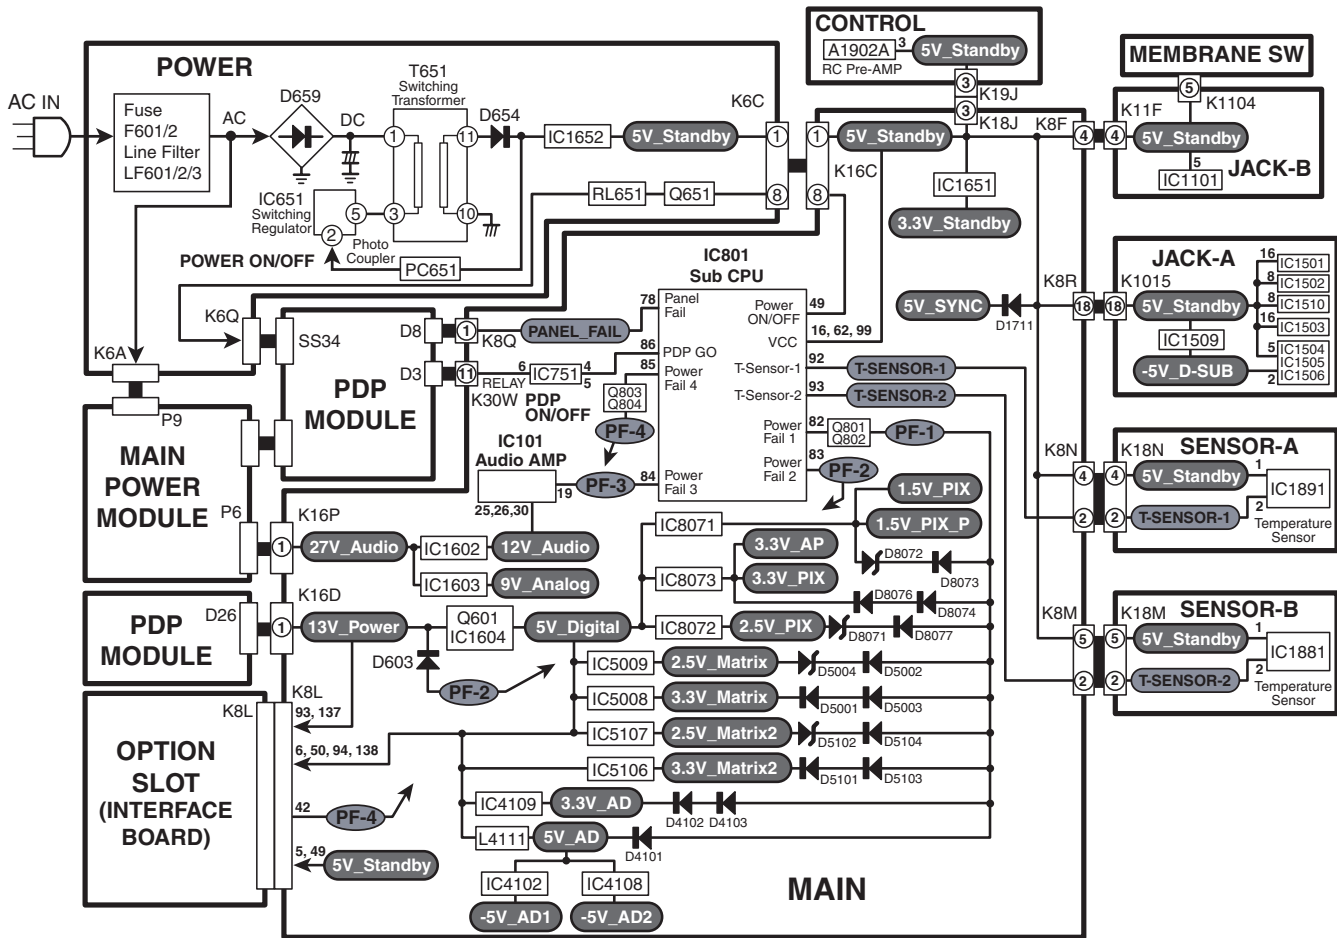 CONTROL
A1902A
3
5V_Standby
RC Pre-AMP
3
K19J
3
K18J
MEMBRANE SW
5
K1104
K11F
K8F
4
4
5V_Standby
5
IC1101
JACK-B
POWER
AC IN
Fuse
F601/2
Line Filter
LF601/2/3
AC
D659
DC
T651
Switching
Transformer
1
11
D654
IC1652
5V_Standby
K6C
1
1
5V_Standby
K16C
8
8
IC651
Switching
Regulator
5
3
10
2
Photo
Coupler
PC651
POWER ON/OFF
RL651
Q651
IC1651
3.3V_Standby
K6Q
K6A
SS34
P9
PDP
MODULE
D8
1
K8Q
PANEL_FAIL
D3
11
RELAY
K30W
6
IC751
4
5
PDP
ON/OFF
IC801
Sub CPU
78
Panel
Fail
86
PDP GO
85
Power
Fail 4
84
Power
Fail 3
Power
ON/OFF
49
16, 62, 99
VCC
92
T-Sensor-1
T-SENSOR-1
93
T-Sensor-2
T-SENSOR-2
82
Power
Fail 1
Q801
Q802
PF-1
83
Power
Fail 2
PF-2
Q803
Q804
PF-4
IC101
Audio AMP
19
PF-3
25,26,30
5V_SYNC
D1711
K8R
18
18
K1015
JACK-A
5V_Standby
IC1509
-5V_D-SUB
16
IC1501
8
IC1502
8
IC1510
16
IC1503
5
IC1504
IC1505
2
IC1506
K8N
4
4
K18N
SENSOR-A
5V_Standby
1
IC1891
2
2
T-SENSOR-1
2
Temperature
Sensor
K8M
5
5
K18M
SENSOR-B
5V_Standby
1
IC1881
2
2
T-SENSOR-2
2
Temperature
Sensor
MAIN
POWER
MODULE
P6
K16P
1
27V_Audio
IC1602
12V_Audio
IC1603
9V_Analog
PDP
MODULE
D26
K16D
1
13V_Power
Q601
IC1604
5V_Digital
D603
PF-2
IC8071
1.5V_PIX
1.5V_PIX_P
D8072
D8073
IC8073
3.3V_AP
3.3V_PIX
D8076
D8074
IC8072
2.5V_PIX
D8071
D8077
IC5009
2.5V_Matrix
D5004
D5002
IC5008
3.3V_Matrix
D5001
D5003
IC5107
2.5V_Matrix2
D5102
D5104
IC5106
3.3V_Matrix2
D5101
D5103
IC4109
3.3V_AD
D4102
D4103
L4111
5V_AD
D4101
IC4102
IC4108
-5V_AD1
-5V_AD2
OPTION
SLOT
(INTERFACE
BOARD)
K8L
K8L
93, 137
6, 50, 94, 138
42
PF-4
5, 49
5V_Standby
MAIN